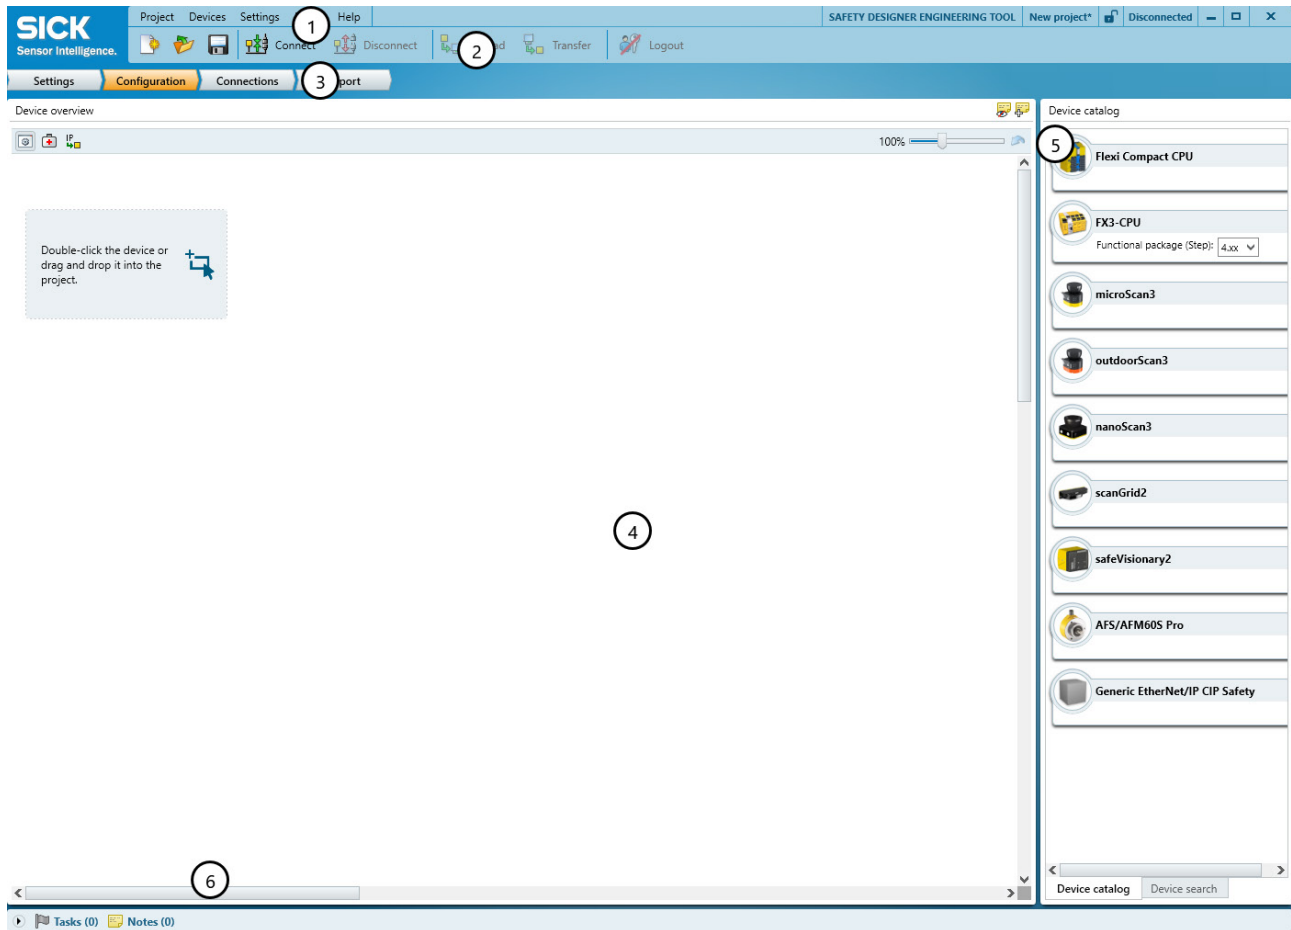 SICK
Sensor Intelligence.
Project Devices Settings Help
SAFETY DESIGNER ENGINEERING TOOL New project* Disconnected
1
Connect Disconnect
2
Transfer Logout
Settings Configuration Connections
3
Device overview
Device catalog
IP
100%
5
Flexi Compact CPU
FX3-CPU
Functional package (Step): 4.xx
Double-click the device or
drag and drop it into the
project.
microScan3
outdoorScan3
nanoScan3
scanGrid2
4
safeVisionary2
AFS/AFM60S Pro
Generic EtherNet/IP CIP Safety
6
Device catalog Device search
Tasks (0) Notes (0)